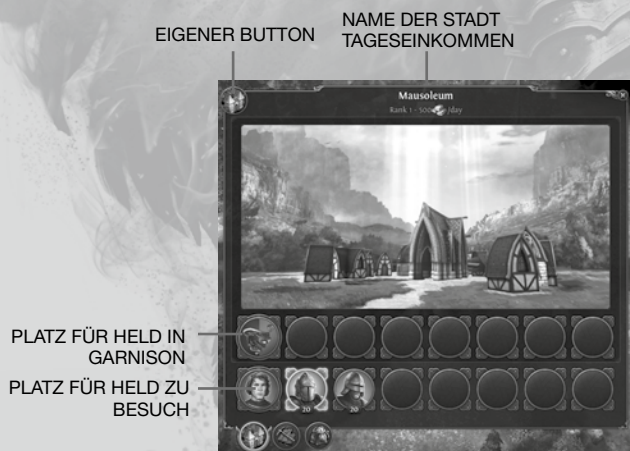 EIGENER BUTTON
NAME DER STADT
TAGESEINKOMMEN
Mausoleum
Rank 1 - 500 /day
PLATZ FÜR HELD IN
GARNISON
PLATZ FÜR HELD ZU
BESUCH
20
20